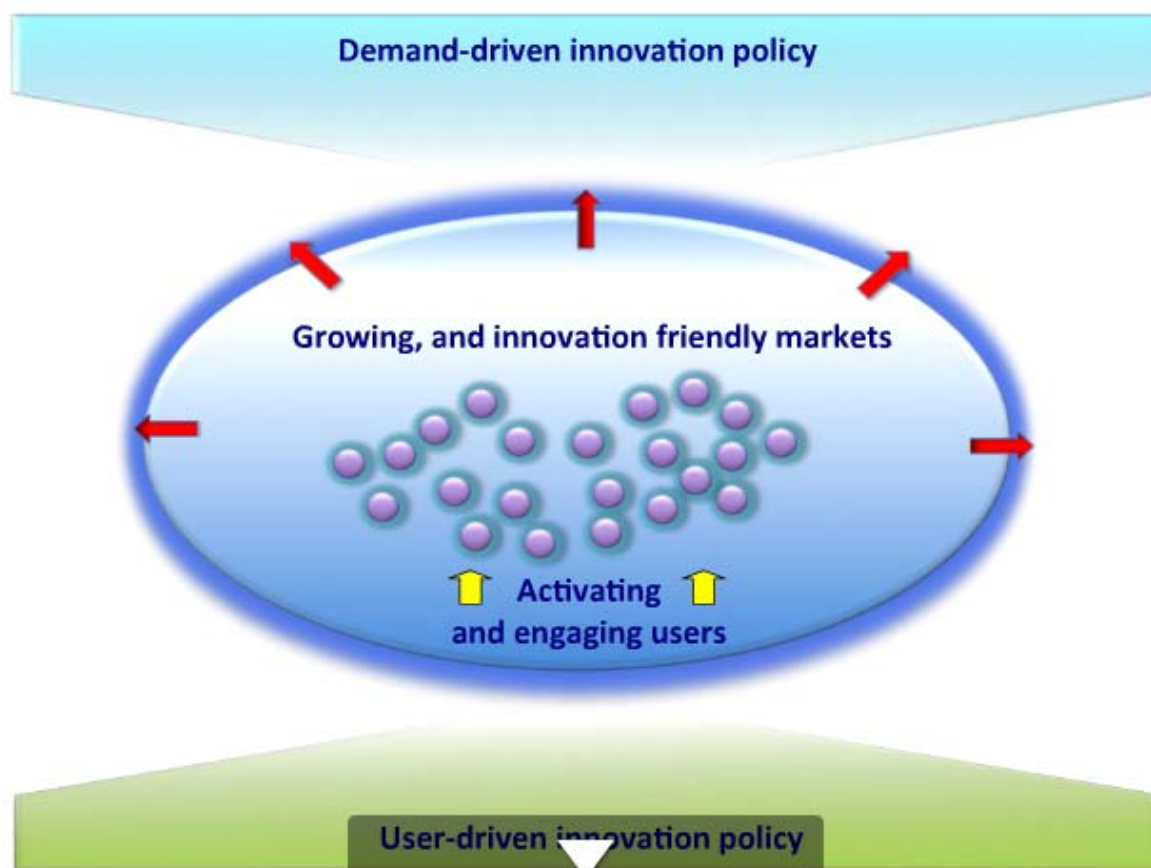 Demand-driven innovation policy
Growing, and innovation friendly markets
Activating
and engaging users
User-driven innovation policy